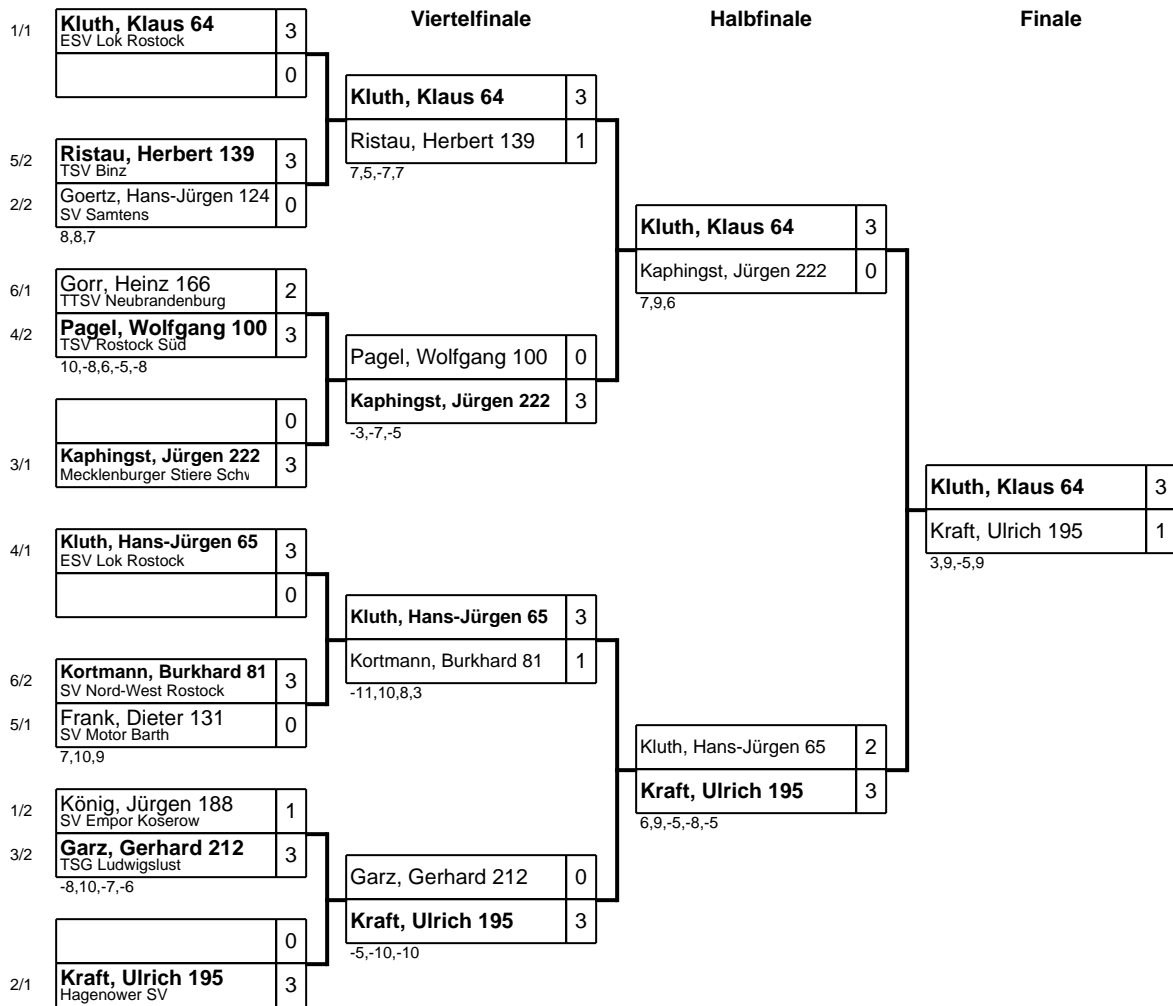 Viertelfinale
Halbfinale
Finale
1/1
Kluth, Klaus 64
3
ESV Lok Rostock
0
5/2
Ristau, Herbert 139
3
TSV Binz
2/2
Goertz, Hans-Jürgen 124
0
SV Samtens
8,8,7
6/1
Gorr, Heinz 166
2
TTSV Neubrandenburg
4/2
Pagel, Wolfgang 100
3
TSV Rostock Süd
10,-8,6,-5,-8
0
3/1
Kaphingst, Jürgen 222
3
Mecklenburger Stiere Schw
4/1
Kluth, Hans-Jürgen 65
3
ESV Lok Rostock
0
6/2
Kortmann, Burkhard 81
3
SV Nord-West Rostock
5/1
Frank, Dieter 131
0
SV Motor Barth
7,10,9
1/2
König, Jürgen 188
1
SV Empor Koserow
3/2
Garz, Gerhard 212
3
TSG Ludwigslust
-8,10,-7,-6
0
2/1
Kraft, Ulrich 195
3
Hagenower SV
Kluth, Klaus 64
3
Ristau, Herbert 139
1
7,5,-7,7
Pagel, Wolfgang 100
0
Kaphingst, Jürgen 222
3
-3,-7,-5
Kluth, Hans-Jürgen 65
3
Kortmann, Burkhard 81
1
-11,10,8,3
Garz, Gerhard 212
0
Kraft, Ulrich 195
3
-5,-10,-10
Kluth, Klaus 64
3
Kaphingst, Jürgen 222
0
7,9,6
Kluth, Hans-Jürgen 65
2
Kraft, Ulrich 195
3
6,9,-5,-8,-5
Kluth, Klaus 64
3
Kraft, Ulrich 195
1
3,9,-5,9